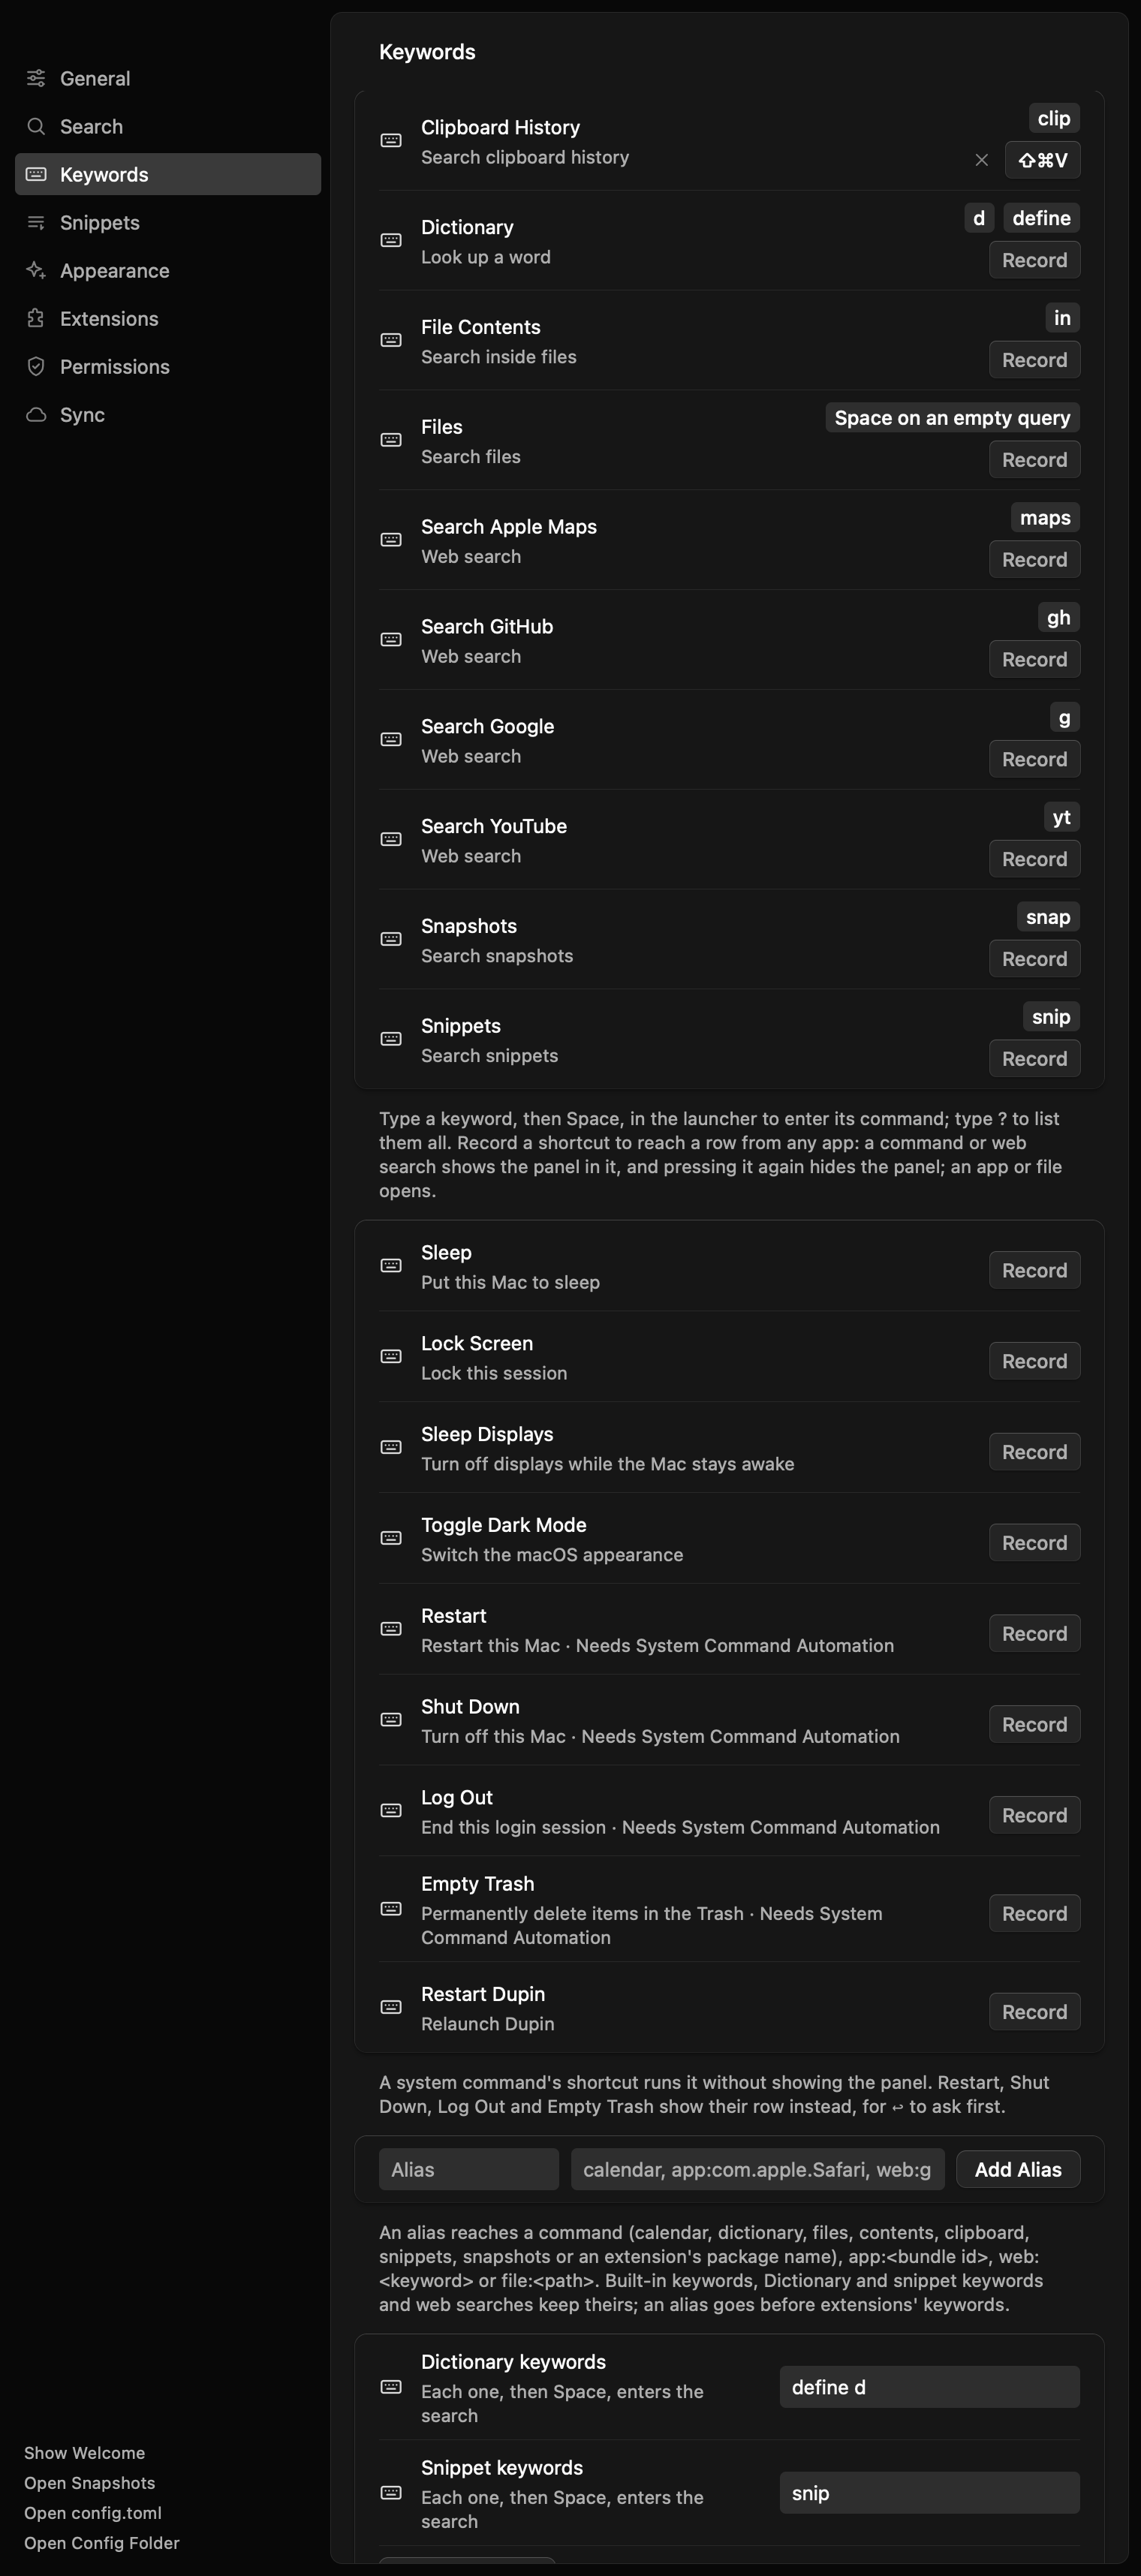 General
Search
Keywords
Snippets
Appearance
Extensions
Permissions
Sync
Show Welcome
Open Snapshots
Open config.toml
Open Config Folder
Keywords
Clipboard History
Search clipboard history
clip
⇧⌘V
Dictionary
Look up a word
d define
Record
File Contents
Search inside files
in
Record
Files
Search files
Space on an empty query
Record
Search Apple Maps
Web search
maps
Record
Search GitHub
Web search
gh
Record
Search Google
Web search
g
Record
Search YouTube
Web search
yt
Record
Snapshots
Search snapshots
snap
Record
Snippets
Search snippets
snip
Record
Type a keyword, then Space, in the launcher to enter its command; type ? to list
them all. Record a shortcut to reach a row from any app: a command or web
search shows the panel in it, and pressing it again hides the panel; an app or file
opens.
Sleep
Put this Mac to sleep
Record
Lock Screen
Lock this session
Record
Sleep Displays
Turn off displays while the Mac stays awake
Record
Toggle Dark Mode
Switch the macOS appearance
Record
Restart
Restart this Mac · Needs System Command Automation
Record
Shut Down
Turn off this Mac · Needs System Command Automation
Record
Log Out
End this login session · Needs System Command Automation
Record
Empty Trash
Permanently delete items in the Trash · Needs System
Command Automation
Record
Restart Dupin
Relaunch Dupin
Record
A system command's shortcut runs it without showing the panel. Restart, Shut
Down, Log Out and Empty Trash show their row instead, for ↩ to ask first.
Alias
calendar, app:com.apple.Safari, web:g
Add Alias
An alias reaches a command (calendar, dictionary, files, contents, clipboard,
snippets, snapshots or an extension's package name), app:<bundle id>, web:
<keyword> or file:<path>. Built-in keywords, Dictionary and snippet keywords
and web searches keep theirs; an alias goes before extensions' keywords.
Dictionary keywords
Each one, then Space, enters the
search
define d
Snippet keywords
Each one, then Space, enters the
search
snip